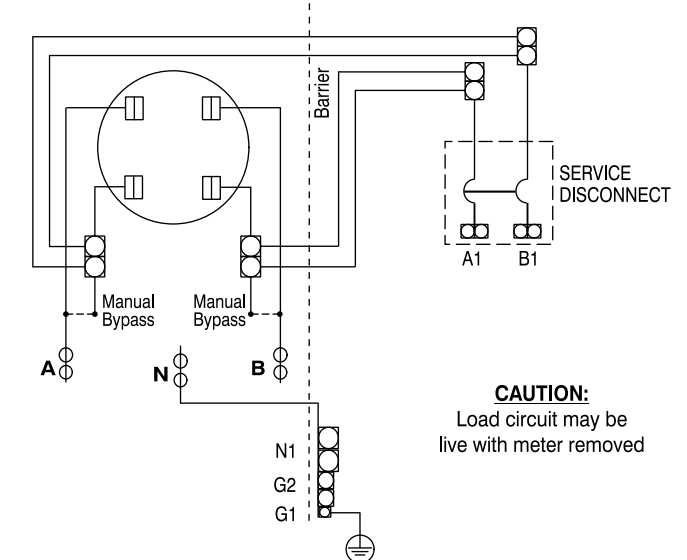 Barrier
SERVICE
DISCONNECT
A1 B1
Manual
Bypass
Manual
Bypass
A
N
B
CAUTION:
Load circuit may be
live with meter removed
N1
G2
G1